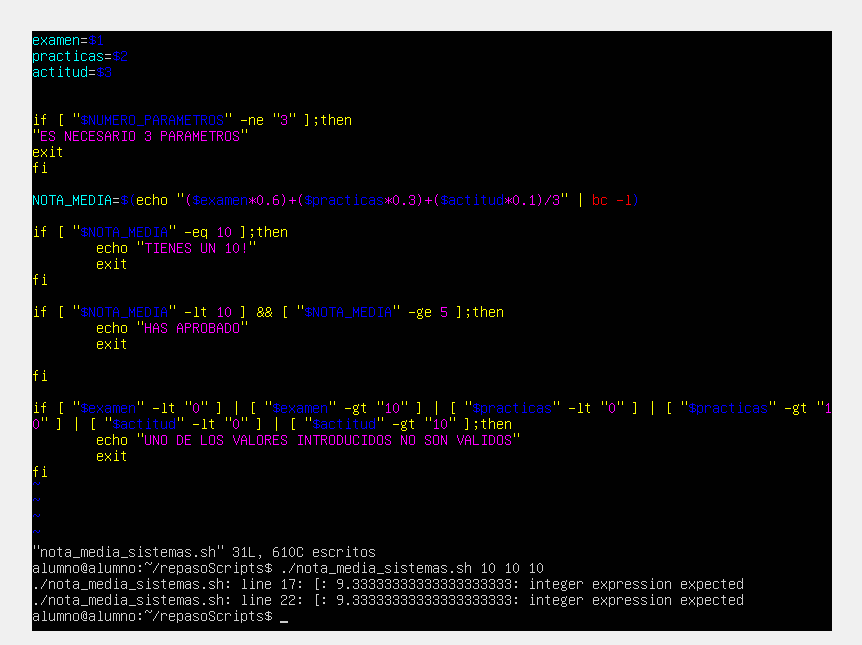 examen=$1
practicas=$2
actitud=$3
if [ "$NUMERO_PARAMETROS" -ne "3" ];then
"ES NECESARIO 3 PARAMETROS"
exit
fi
NOTA_MEDIA=$(echo "($examen*0.6)+($practicas*0.3)+($actitud*0.1)/3" | bc -l)
if [ "$NOTA_MEDIA" -eq 10 ];then
echo "TIENES UN 10!"
exit
fi
if [ "$NOTA_MEDIA" -lt 10 ] && [ "$NOTA_MEDIA" -ge 5 ];then
echo "HAS APROBADO"
exit
fi
if [ "$examen" -lt "0" ] | [ "$examen" -gt "10" ] | [ "$practicas" -lt "0" ] | [ "$practicas" -gt "1
0" ] | [ "$actitud" -lt "0" ] | [ "$actitud" -gt "10" ];then
echo "UNO DE LOS VALORES INTRODUCIDOS NO SON VALIDOS"
exit
fi
~
~
~
~
"nota_media_sistemas.sh" 31L, 610C escritos
alumno@alumno:~/repasoScripts$ ./nota_media_sistemas.sh 10 10 10
./nota_media_sistemas.sh: line 17: [: 9.33333333333333333333: integer expression expected
./nota_media_sistemas.sh: line 22: [: 9.33333333333333333333: integer expression expected
alumno@alumno:~/repasoScripts$ _